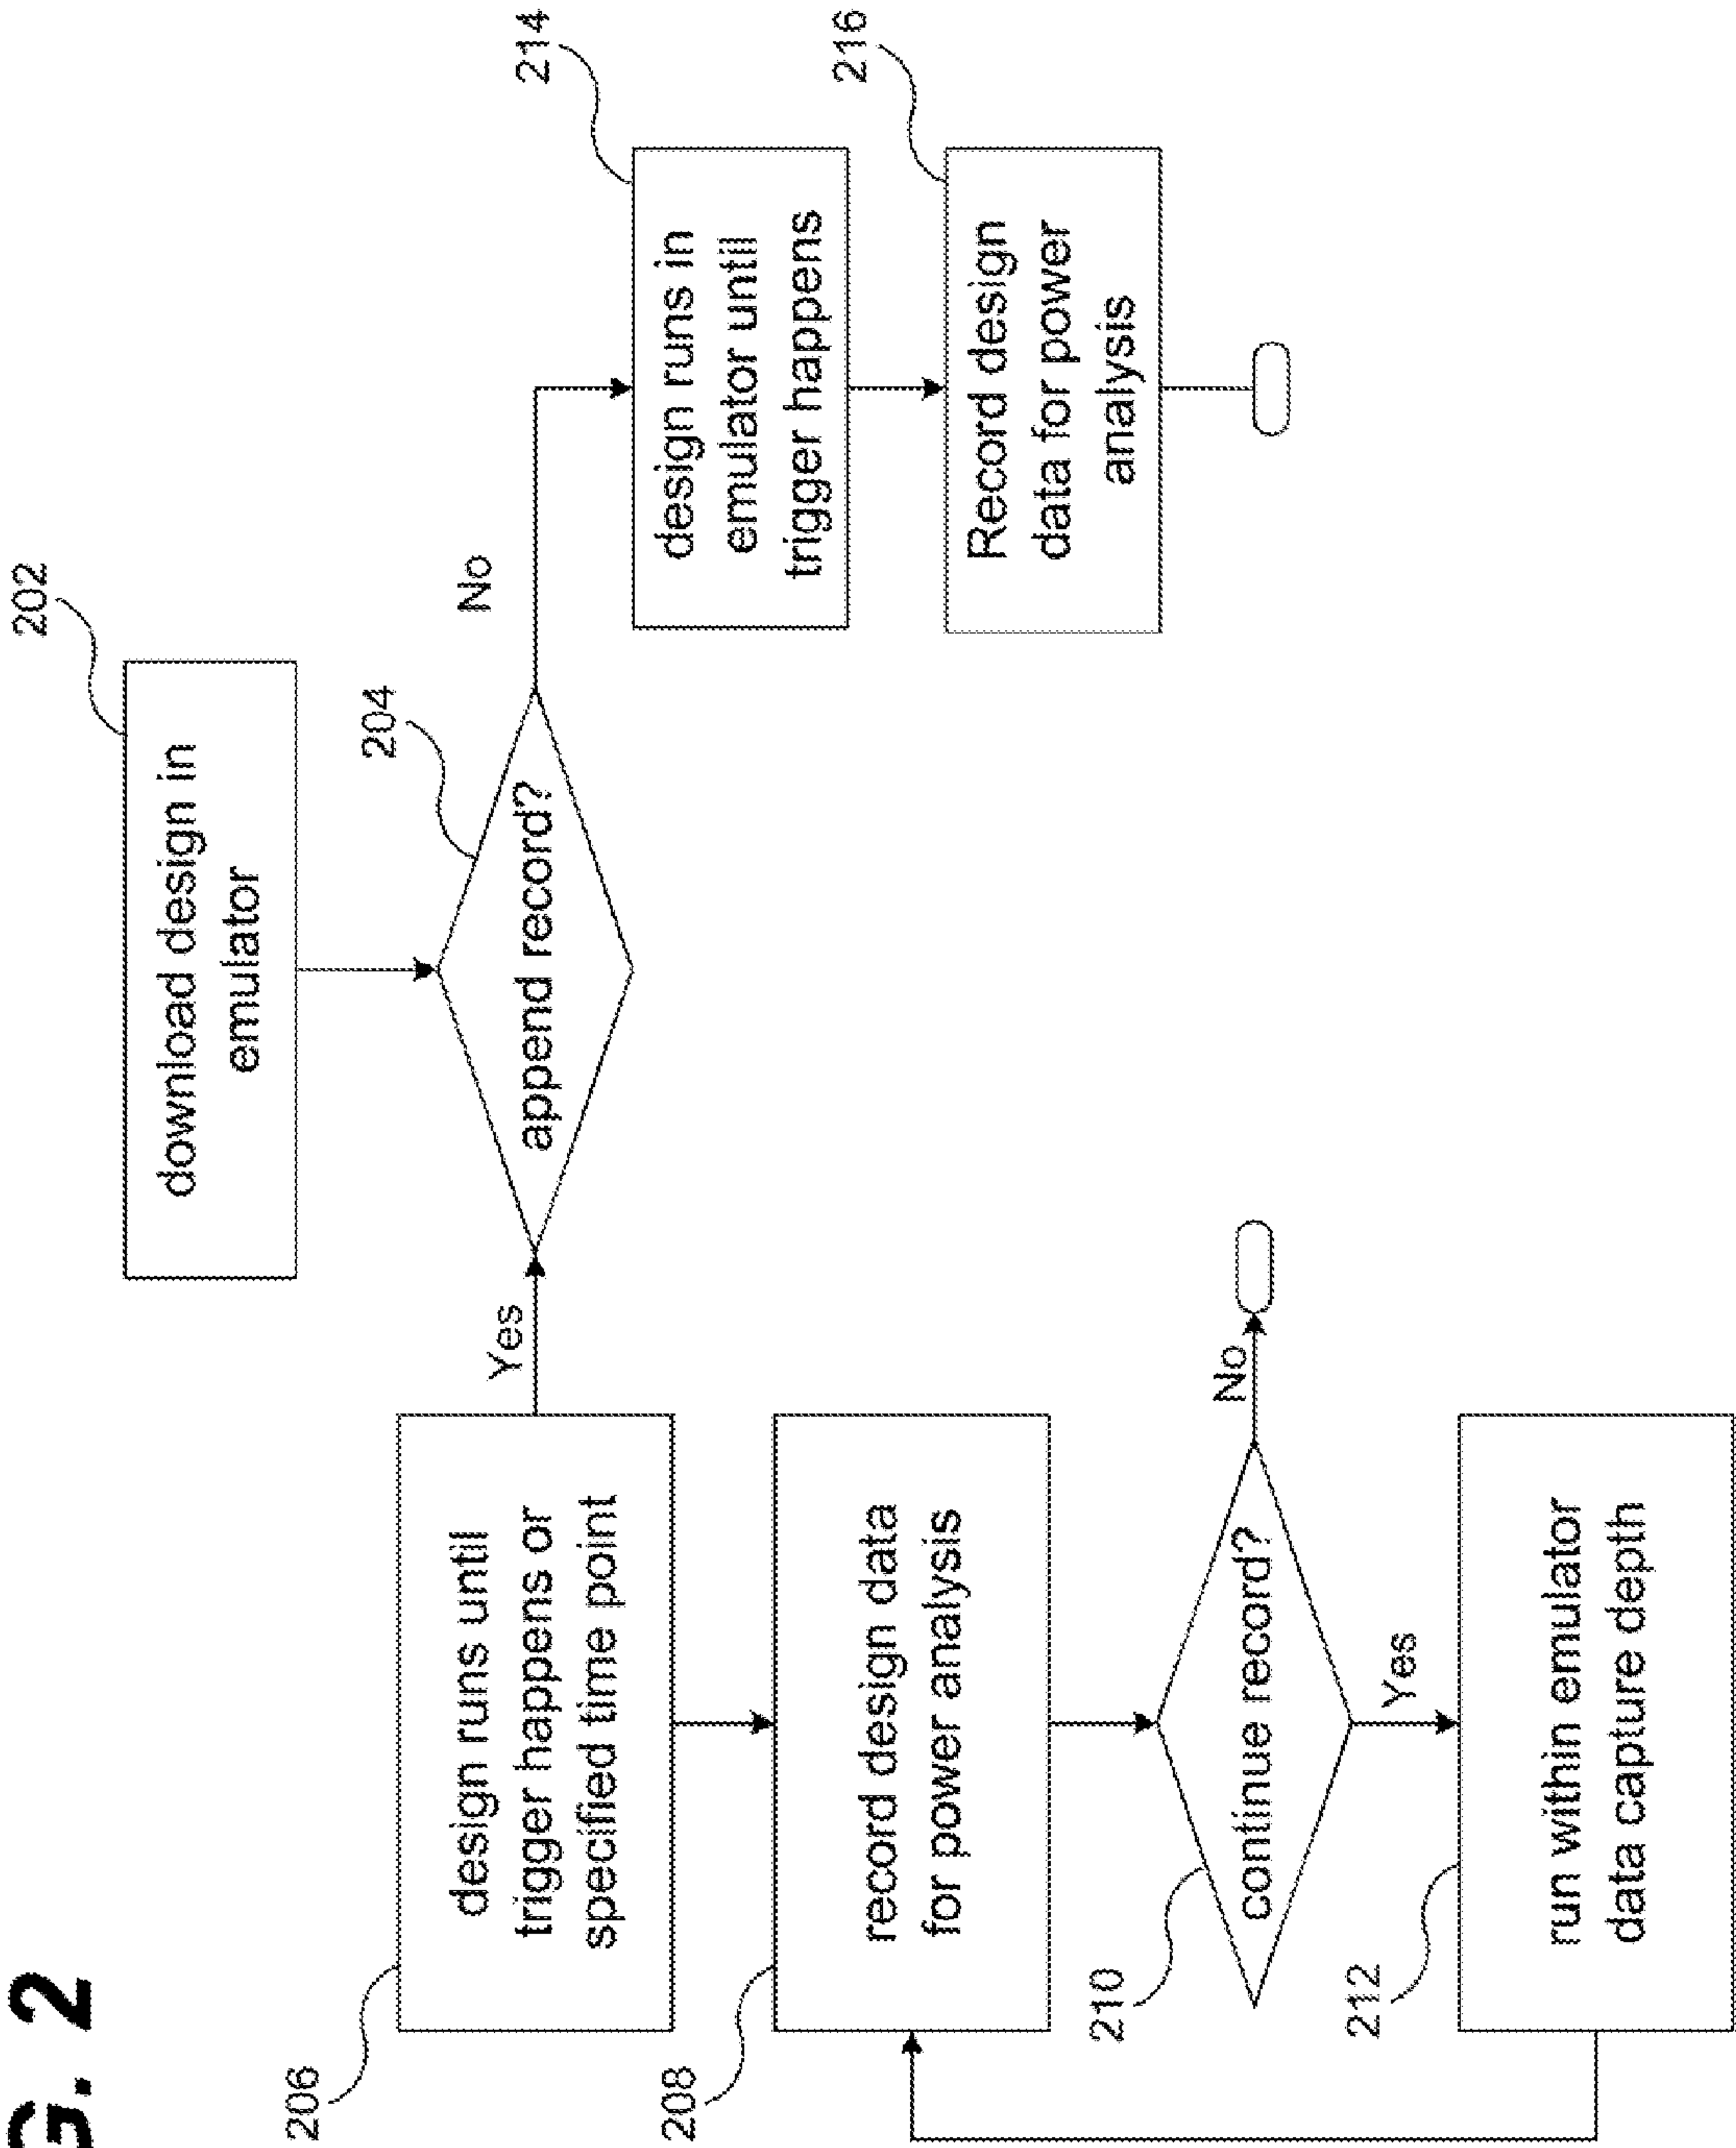 G. 2
202
download design in
emulator
204
append record?
Yes
No
206
design runs until
trigger happens or
specified time point
208
record design data
for power analysis
210
continue record?
No
Yes
212
run within emulator
data capture depth
214
design runs in
emulator until
trigger happens
216
Record design
data for power
analysis